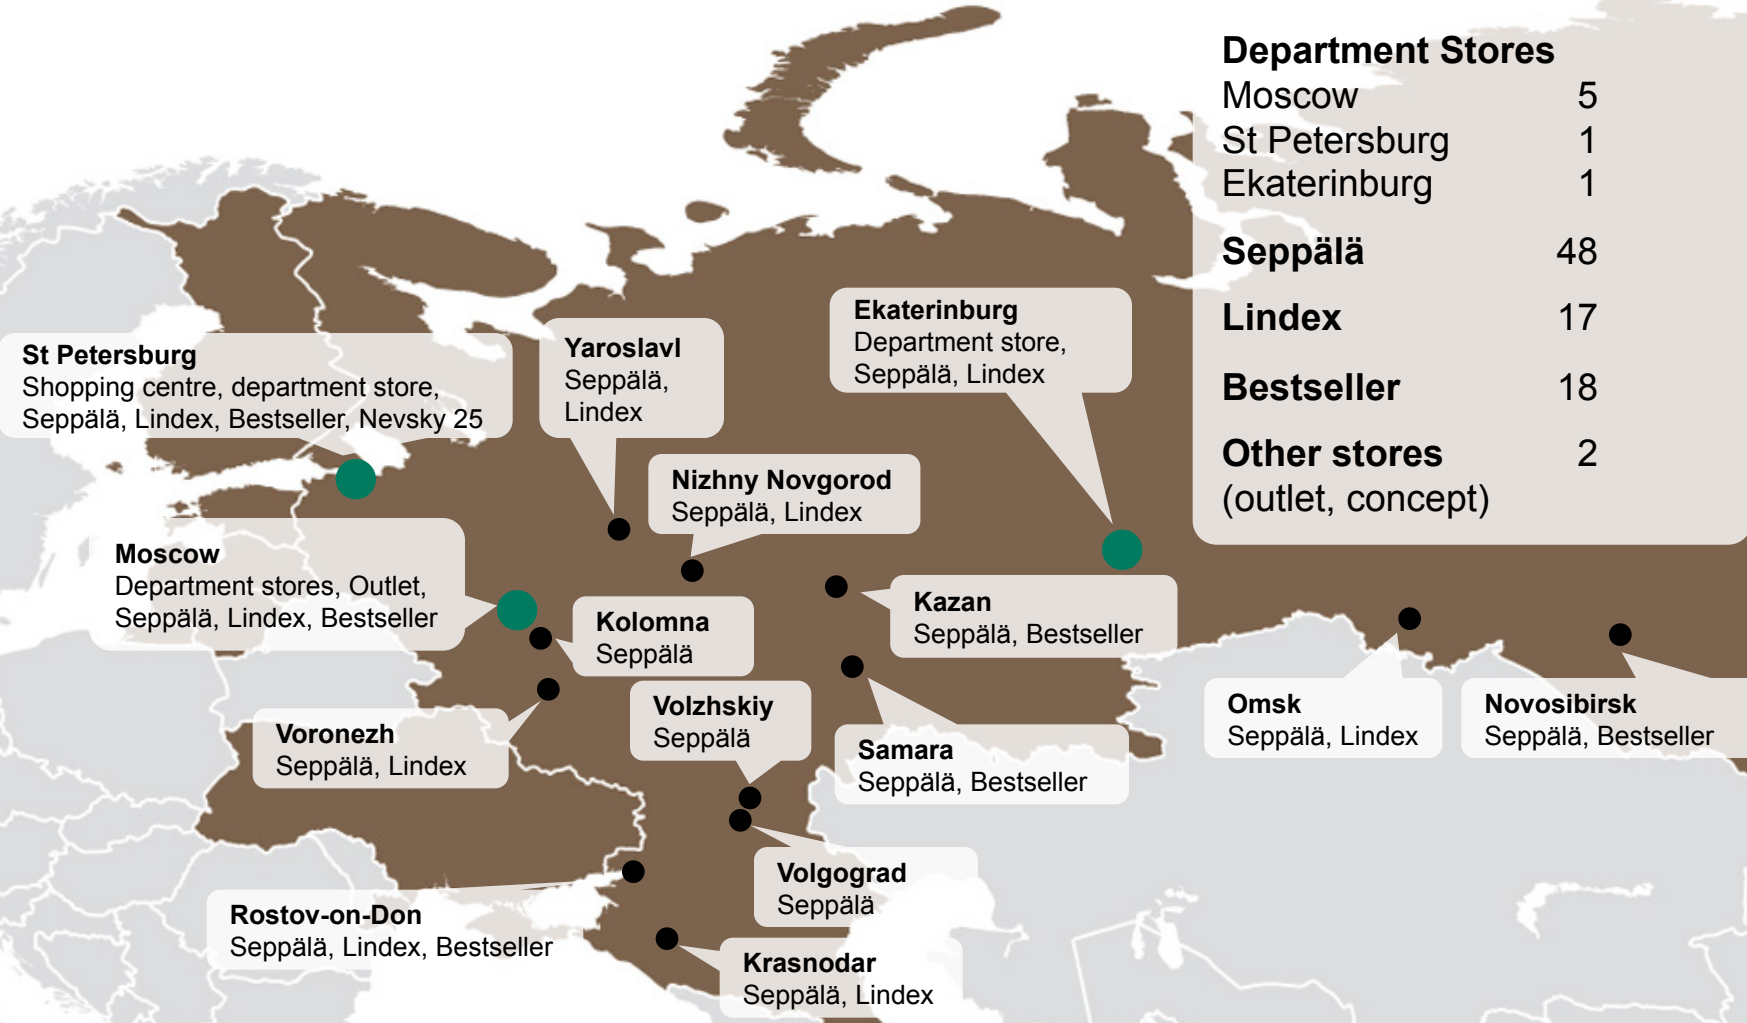 Department Stores
Moscow 5
St Petersburg 1
Ekaterinburg 1
Seppälä 48
Lindex 17
Bestseller 18
Other stores 2
(outlet, concept)
St Petersburg
Shopping centre, department store,
Seppälä, Lindex, Bestseller, Nevsky 25
Yaroslavl
Seppälä,
Lindex
Ekaterinburg
Department store,
Seppälä, Lindex
Nizhny Novgorod
Seppälä, Lindex
Moscow
Department stores, Outlet,
Seppälä, Lindex, Bestseller
Kolomna
Seppälä
Kazan
Seppälä, Bestseller
Voronezh
Seppälä, Lindex
Volzhskiy
Seppälä
Samara
Seppälä, Bestseller
Omsk
Seppälä, Lindex
Novosibirsk
Seppälä, Bestseller
Volgograd
Seppälä
Rostov-on-Don
Seppälä, Lindex, Bestseller
Krasnodar
Seppälä, Lindex